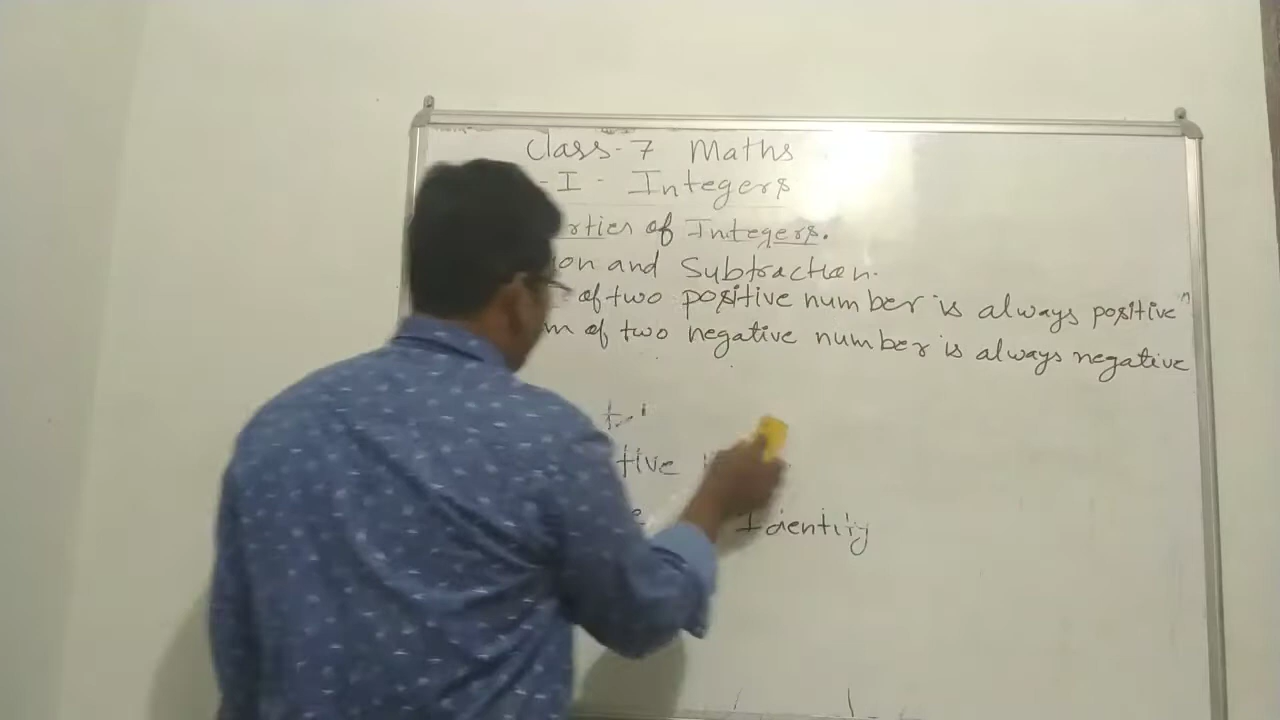 Class-7 Maths
-I- Integers
rties of Integers.
ion and Subtraction.
of two positive number is always positive"
m of two negative number is always negative
tive
Identity